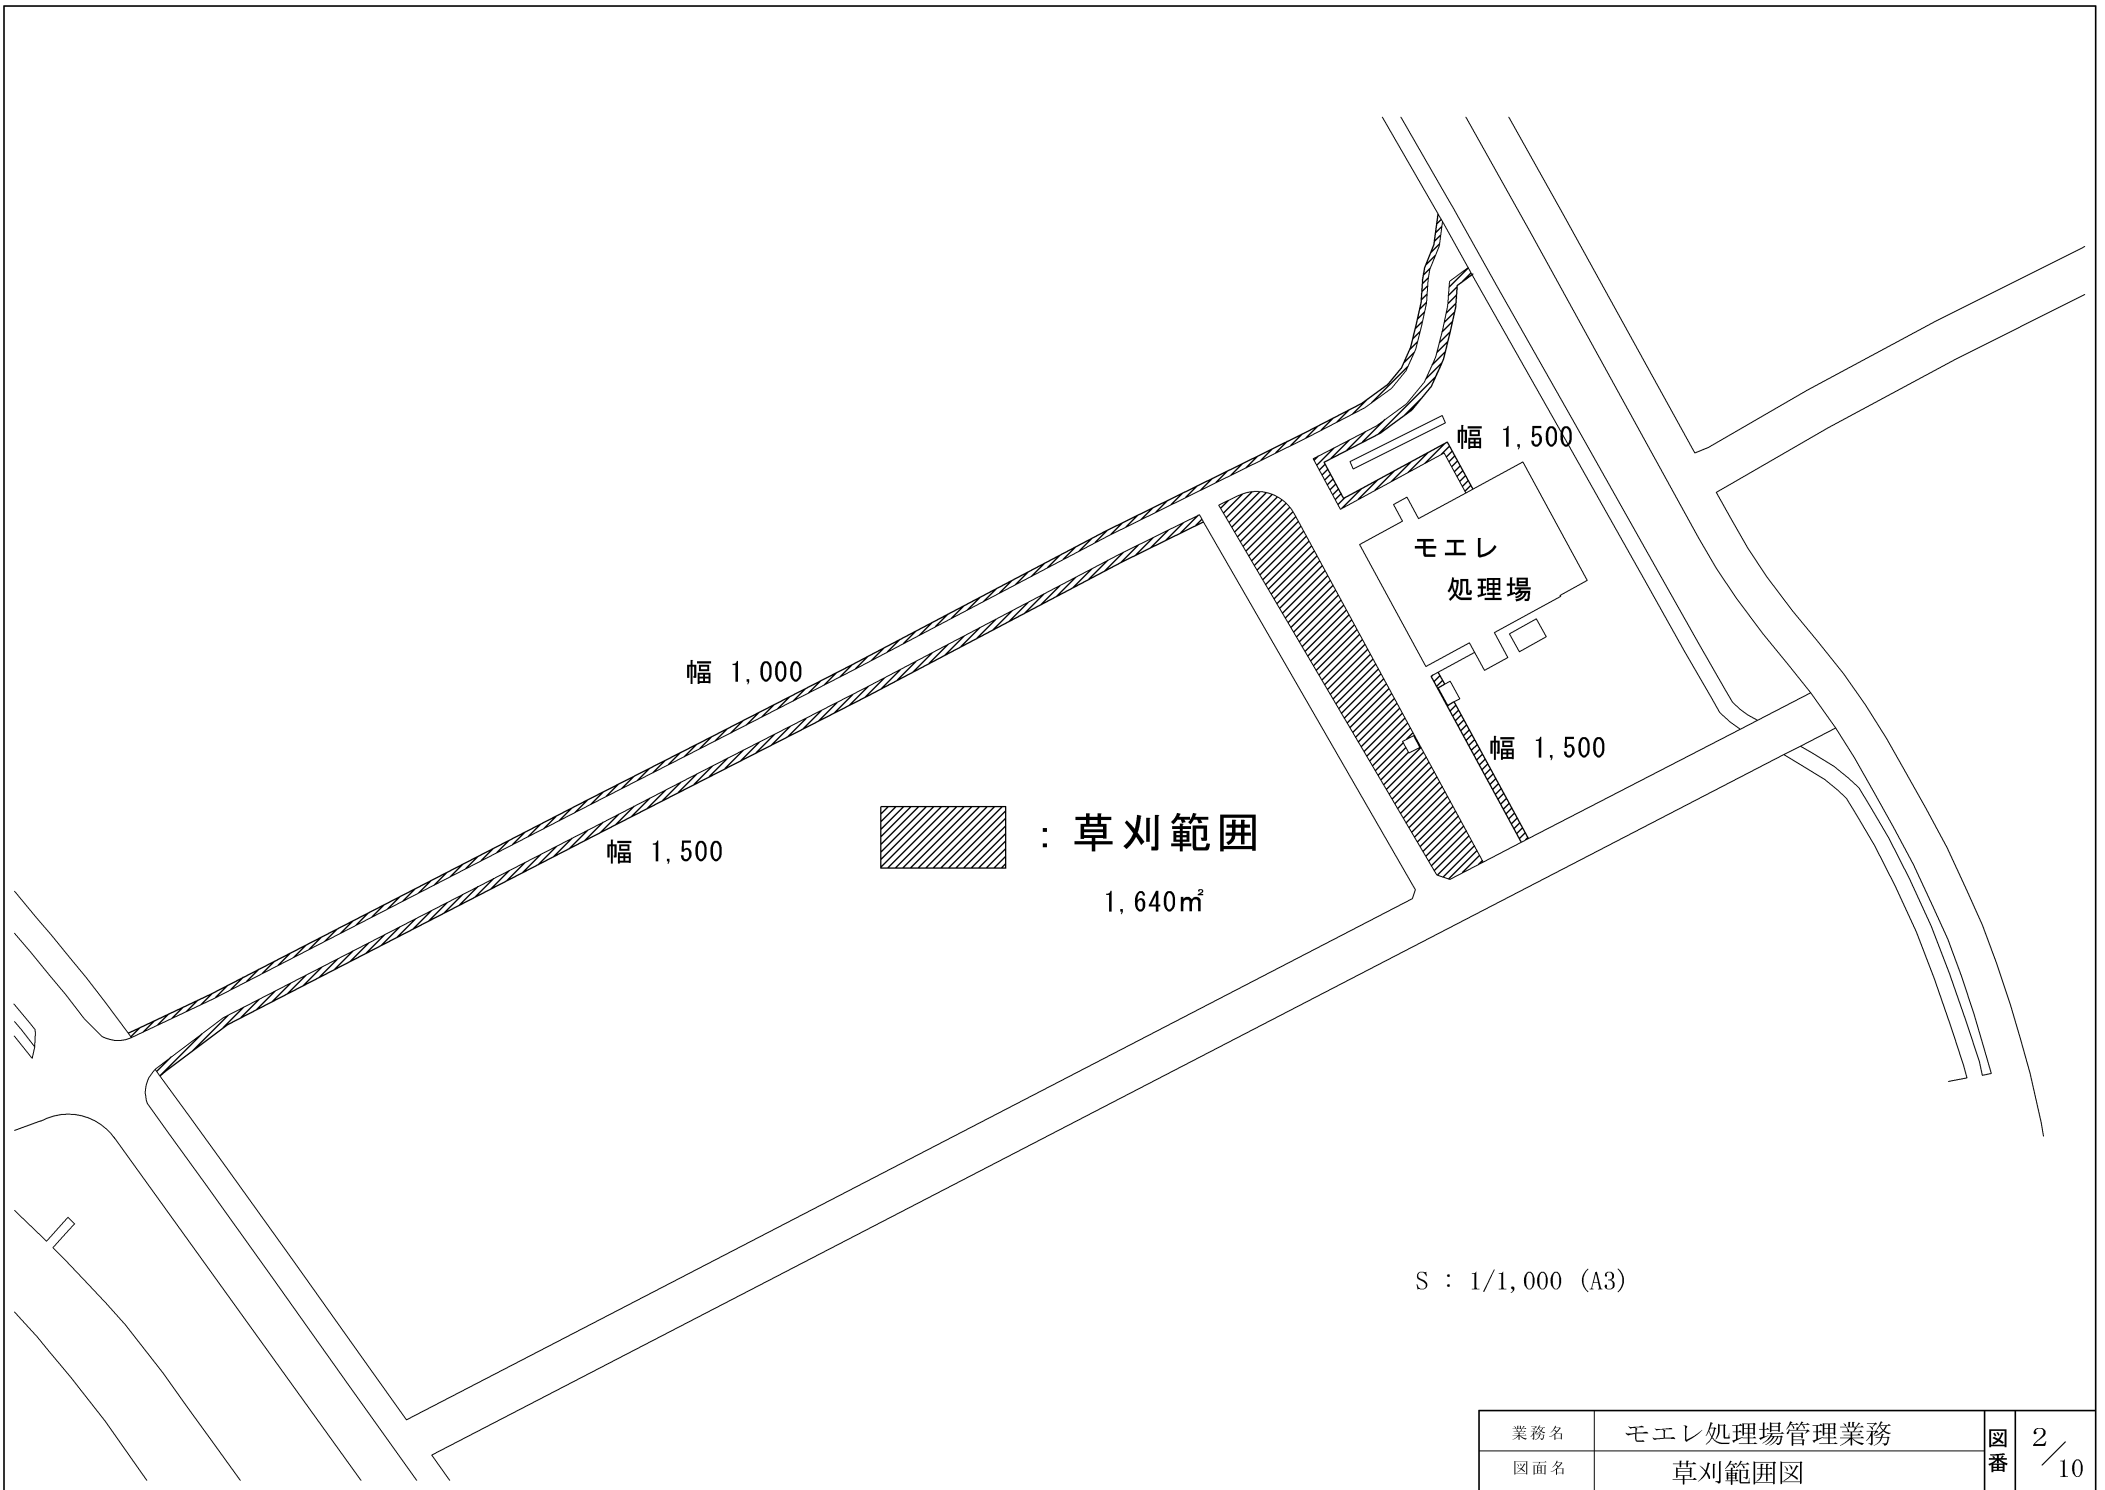 幅 1,500
モエレ
処理場
幅 1,000
幅 1,500
幅 1,500
：草刈範囲
1,640㎡
S : 1/1,000 (A3)
業務名 モエレ処理場管理業務
図面名 草刈範囲図
図番 2/10